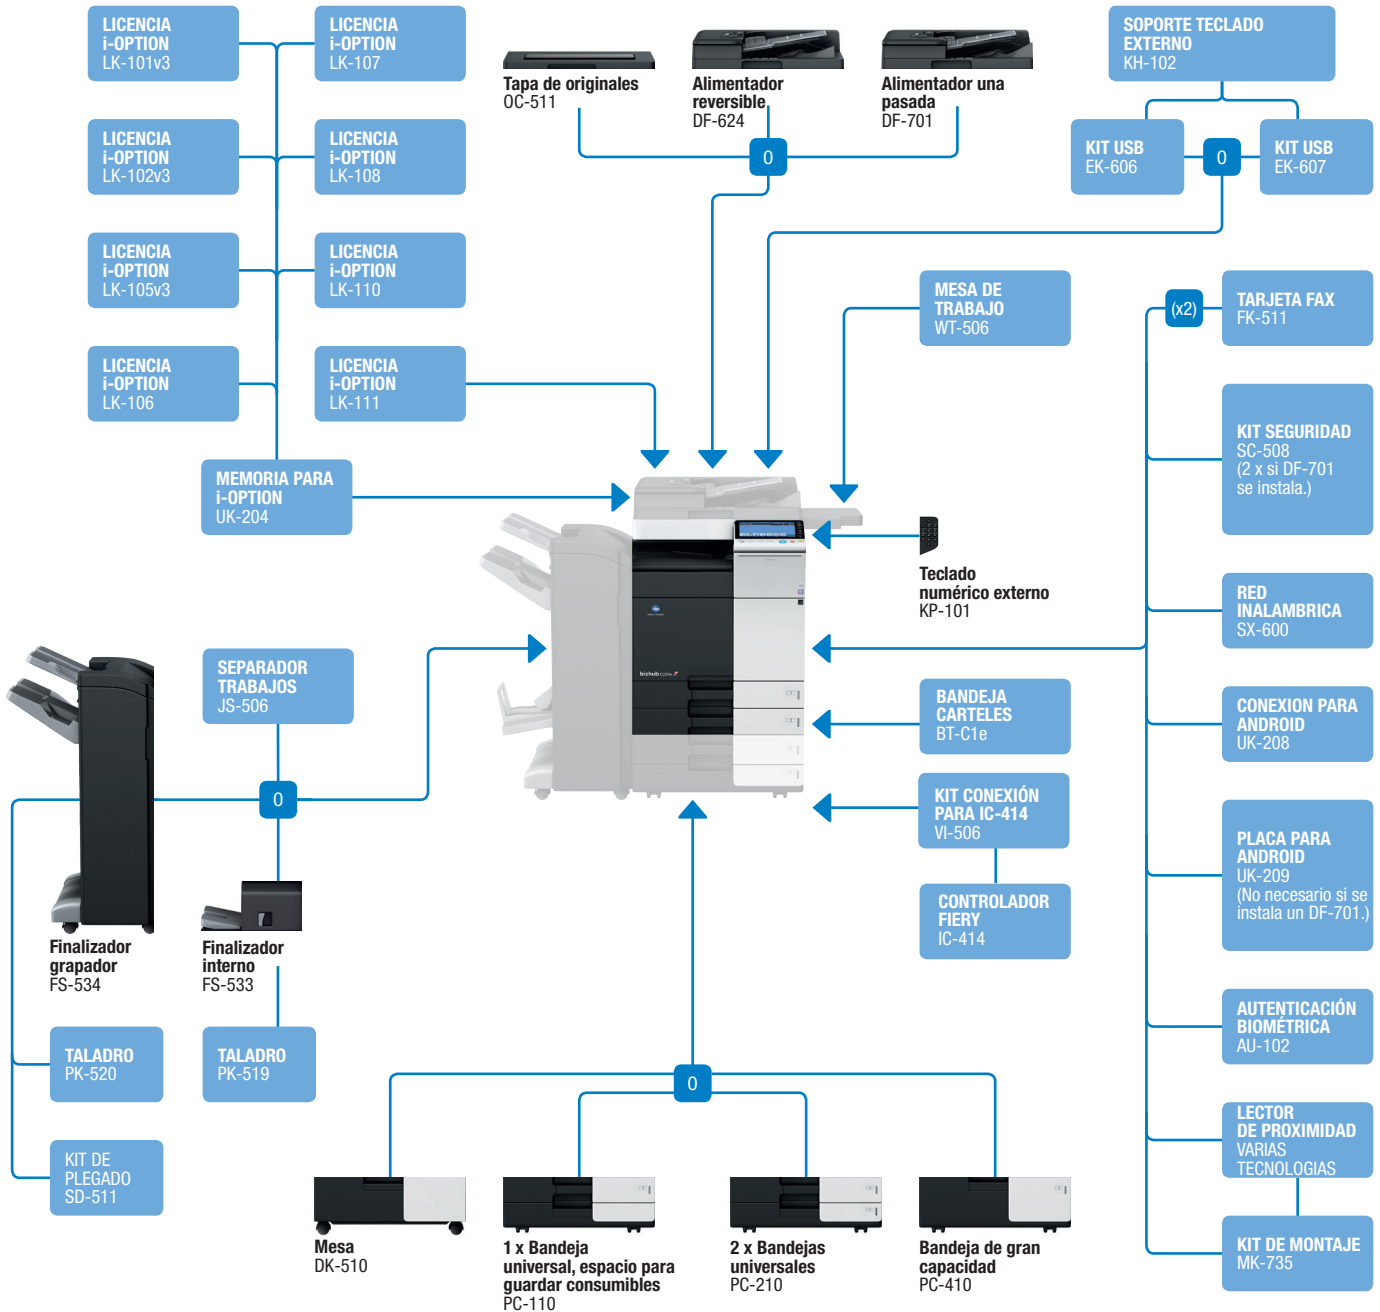 LICENCIA
i-OPTION
LK-101v3
LICENCIA
i-OPTION
LK-107
LICENCIA
i-OPTION
LK-102v3
LICENCIA
i-OPTION
LK-108
LICENCIA
i-OPTION
LK-105v3
LICENCIA
i-OPTION
LK-110
LICENCIA
i-OPTION
LK-106
LICENCIA
i-OPTION
LK-111
MEMORIA PARA
i-OPTION
UK-204
Tapa de originales
OC-511
Alimentador
reversible
DF-624
Alimentador una
pasada
DF-701
0
SOPORTE TECLADO
EXTERNO
KH-102
KIT USB
EK-606
0
KIT USB
EK-607
MESA DE
TRABAJO
WT-506
(x2)
TARJETA FAX
FK-511
KIT SEGURIDAD
SC-508
(2 x si DF-701
se instala.)
Teclado
numérico externo
KP-101
RED
INALAMBRICA
SX-600
bizhub
SEPARADOR
TRABAJOS
JS-506
0
BANDEJA
CARTELES
BT-C1e
CONEXION PARA
ANDROID
UK-208
KIT CONEXIÓN
PARA IC-414
VI-506
CONTROLADOR
FIERY
IC-414
PLACA PARA
ANDROID
UK-209
(No necesario si se
instala un DF-701.)
Finalizador
grapador
FS-534
Finalizador
interno
FS-533
TALADRO
PK-520
TALADRO
PK-519
KIT DE
PLEGADO
SD-511
AUTENTICACIÓN
BIOMÉTRICA
AU-102
LECTOR
DE PROXIMIDAD
VARIAS
TECNOLOGIAS
KIT DE MONTAJE
MK-735
0
Mesa
DK-510
1 x Bandeja
universal, espacio para
guardar consumibles
PC-110
2 x Bandejas
universales
PC-210
Bandeja de gran
capacidad
PC-410